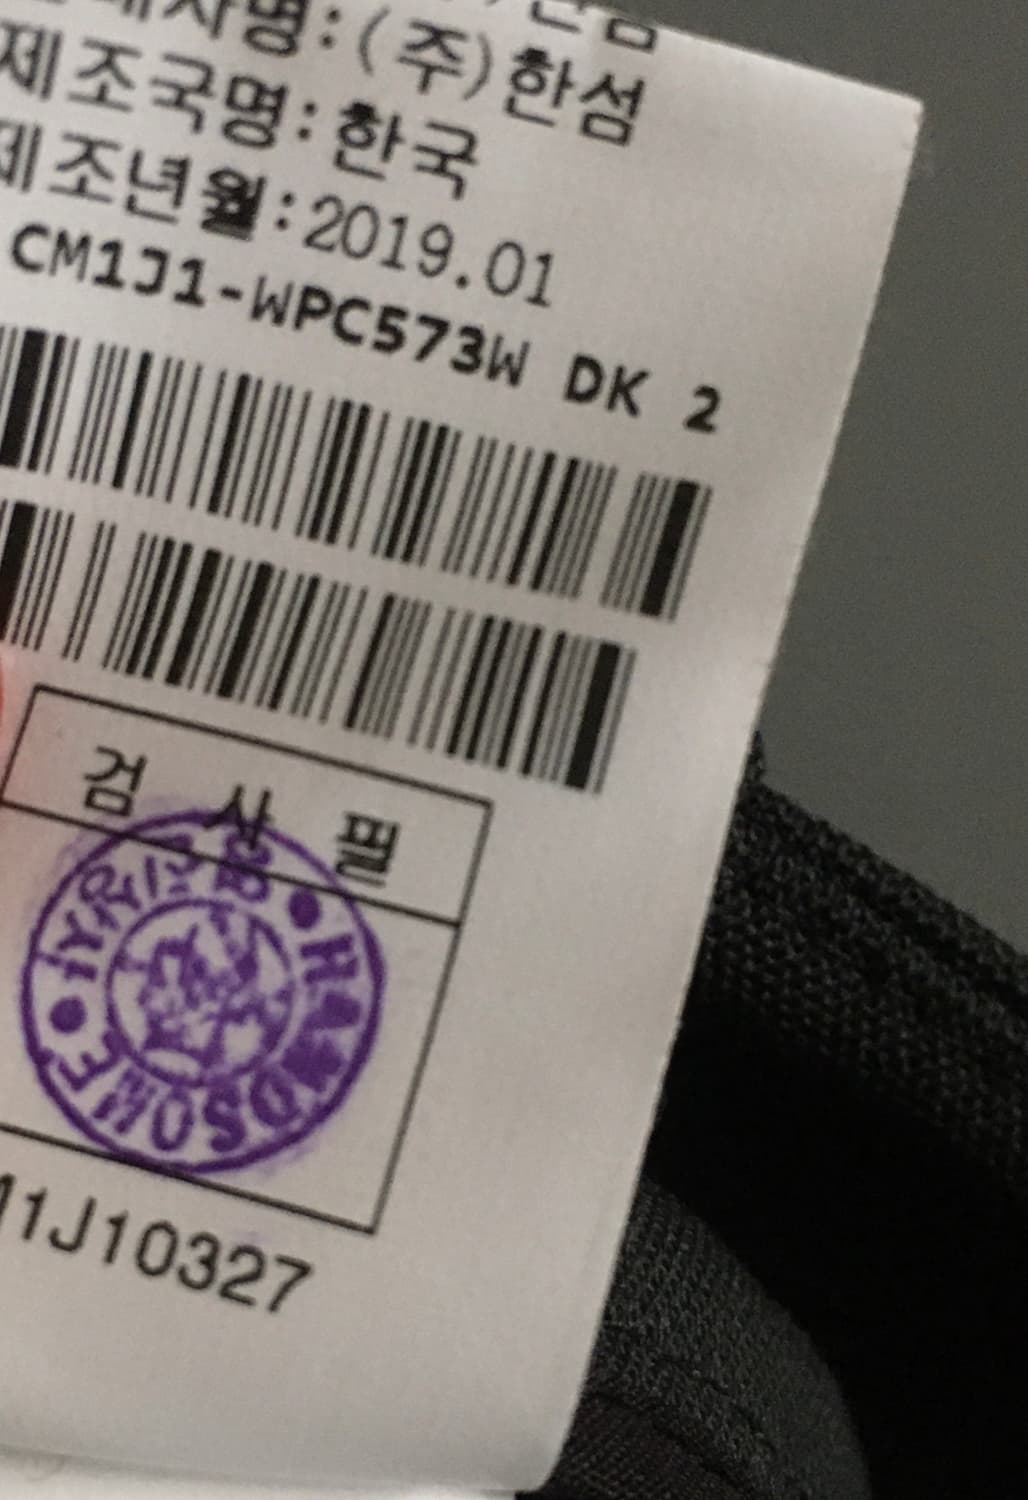 (주)한섬
제조국명:한국
제조년월:2019.01
CM1J1-WPC573W DK 2
검 사 필
HANDSOME
1J10327